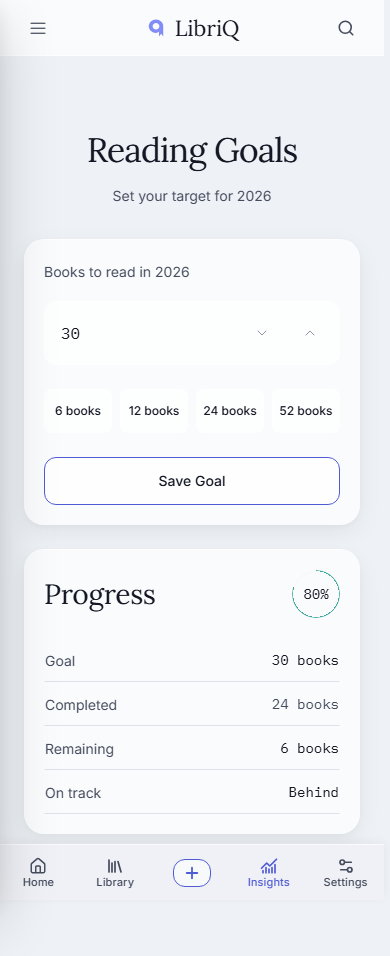 LibriQ
Reading Goals
Set your target for 2026
Books to read in 2026
30
6 books 12 books 24 books 52 books
Save Goal
Progress 80%
Goal 30 books
Completed 24 books
Remaining 6 books
On track Behind
Home Library Insights Settings